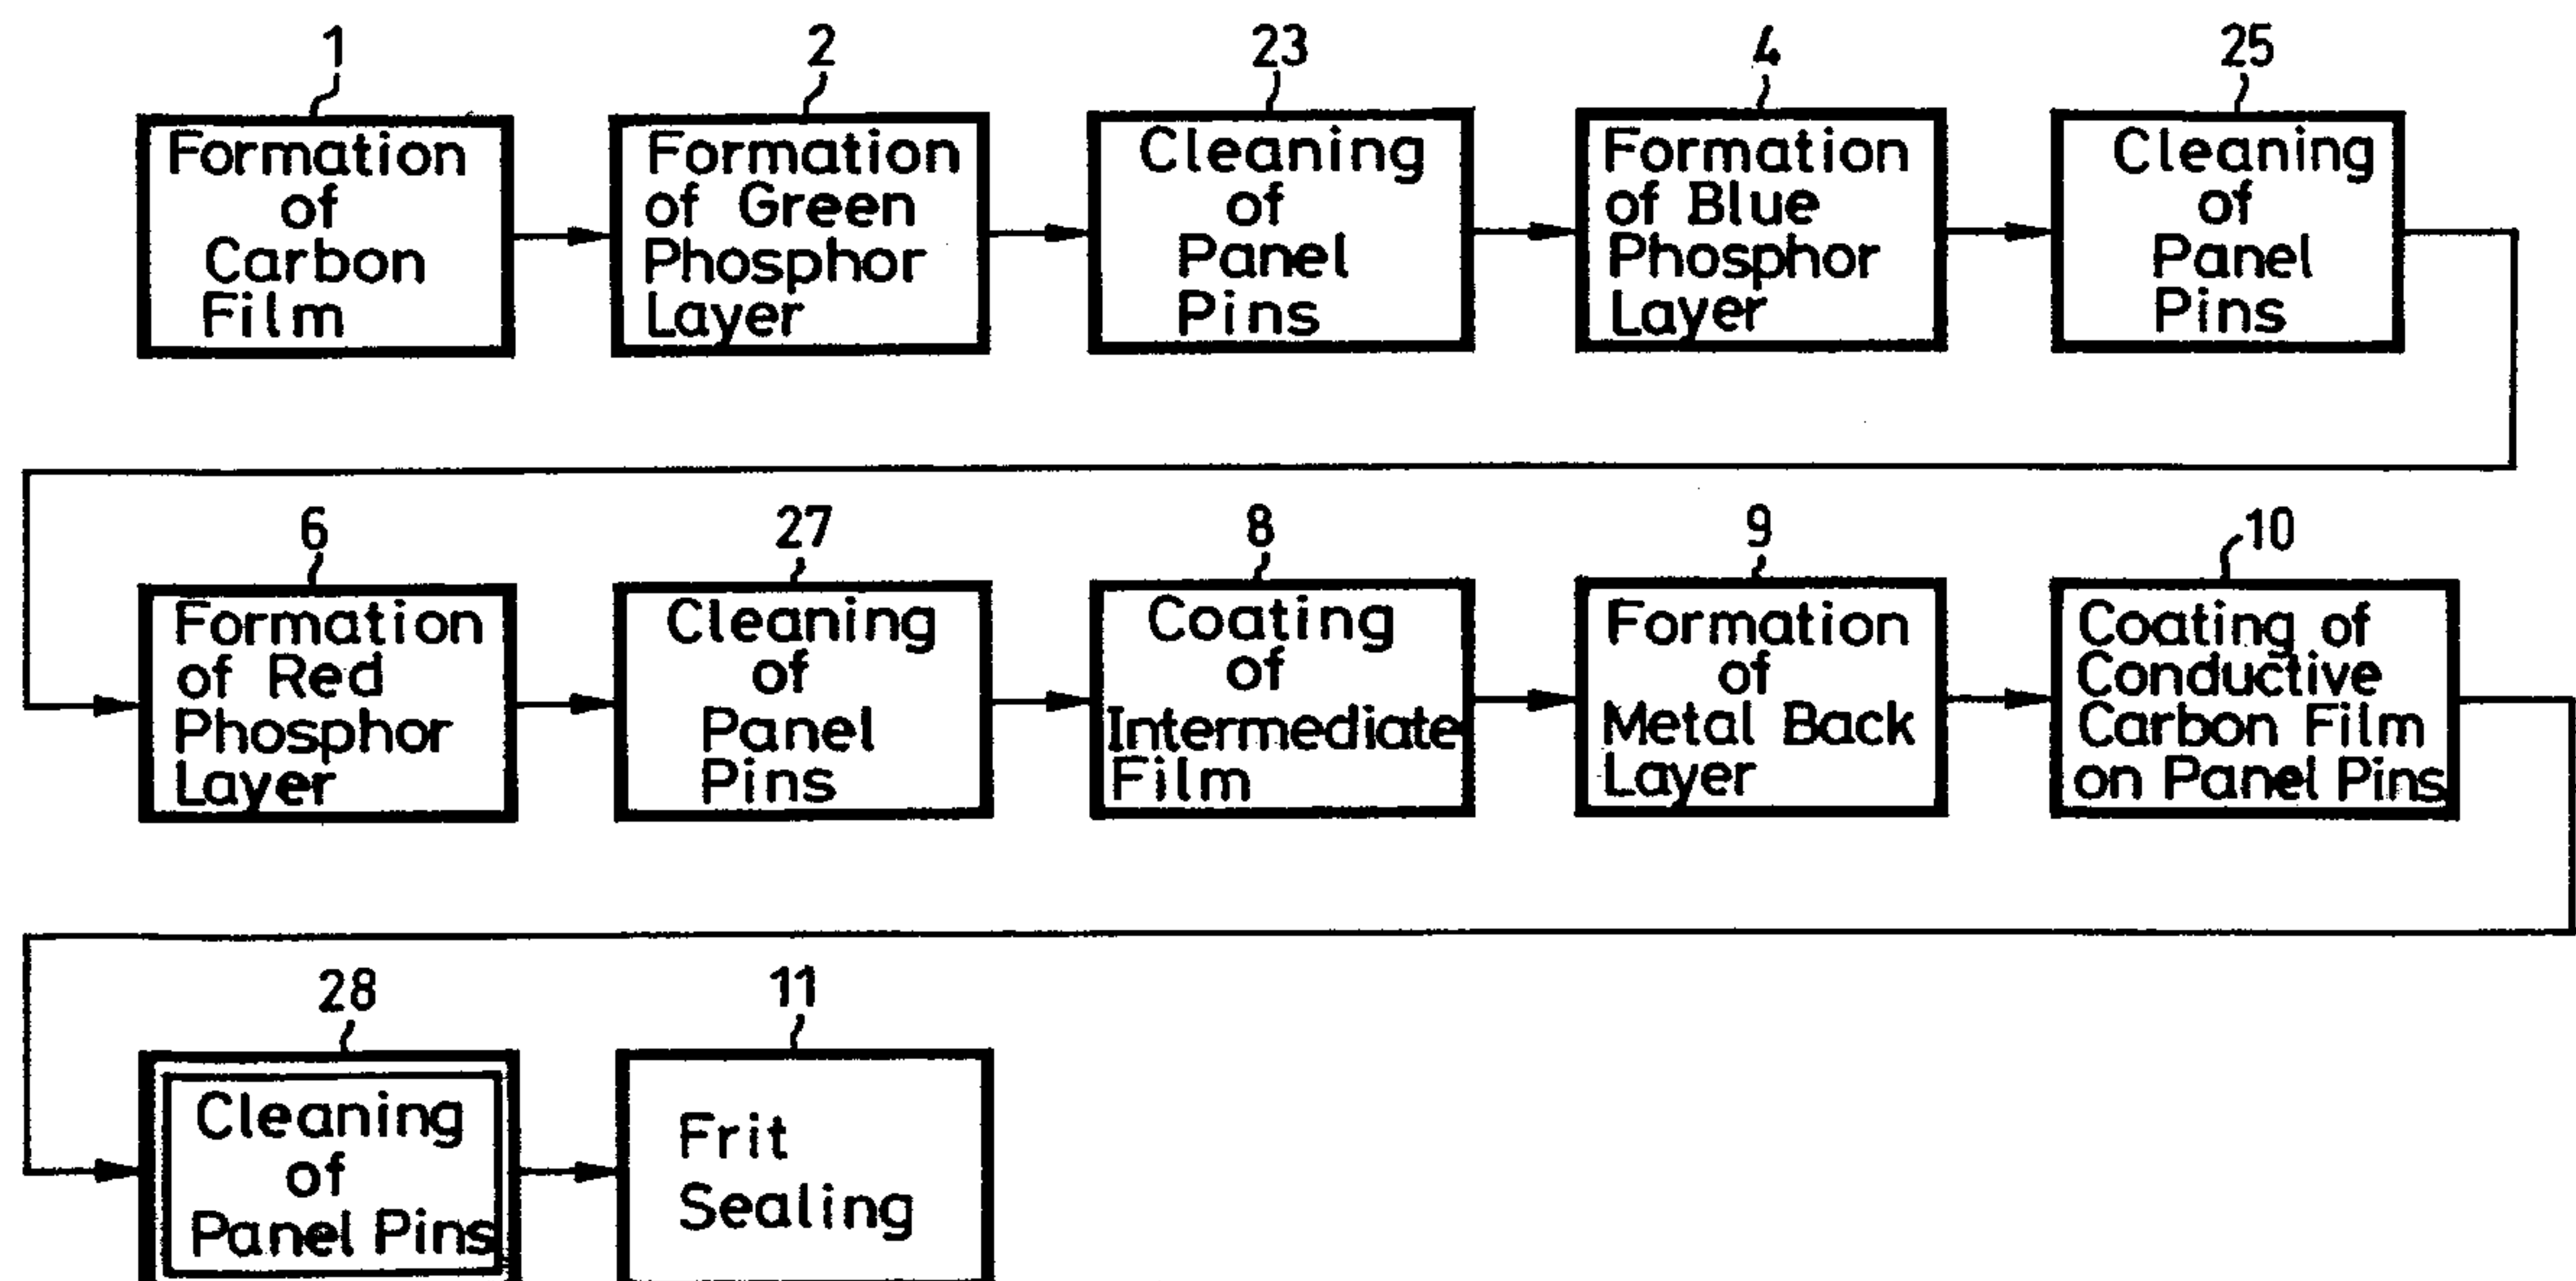 1
2
23
4
25
Formation
of
Carbon
Film
Formation
of Green
Phosphor
Layer
Cleaning
of
Panel
Pins
Formation
of Blue
Phosphor
Layer
Cleaning
of
Panel
Pins
6
27
8
9
10
Formation
of Red
Phosphor
Layer
Cleaning
of
Panel
Pins
Coating
of
Intermediate
Film
Formation
of
Metal Back
Layer
Coating of
Conductive
Carbon Film
on Panel Pins
28
11
Cleaning
of
Panel Pins
Frit
Sealing